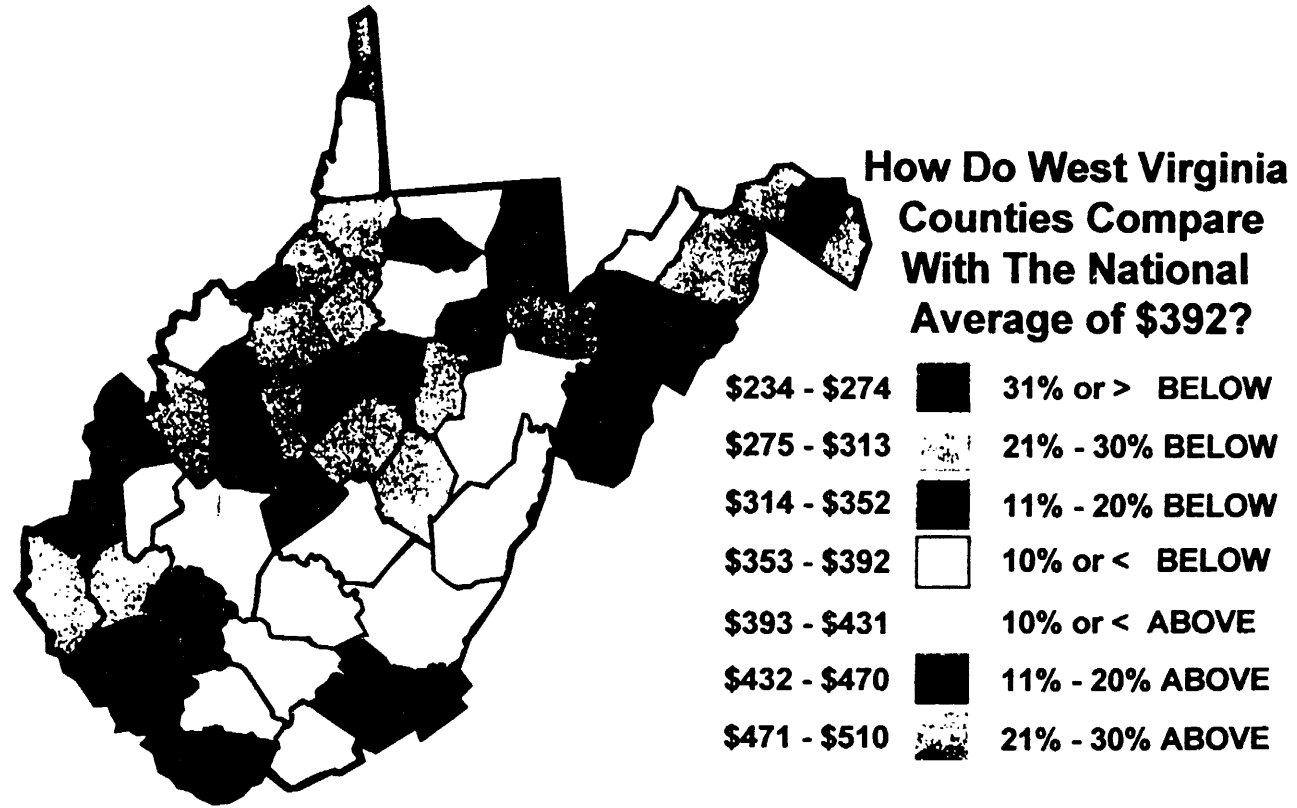 How Do West Virginia
Counties Compare
With The National
Average of $392?
$234 - $274 31% or > BELOW
$275 - $313 21% - 30% BELOW
$314 - $352 11% - 20% BELOW
$353 - $392 10% or < BELOW
$393 - $431 10% or < ABOVE
$432 - $470 11% - 20% ABOVE
$471 - $510 21% - 30% ABOVE